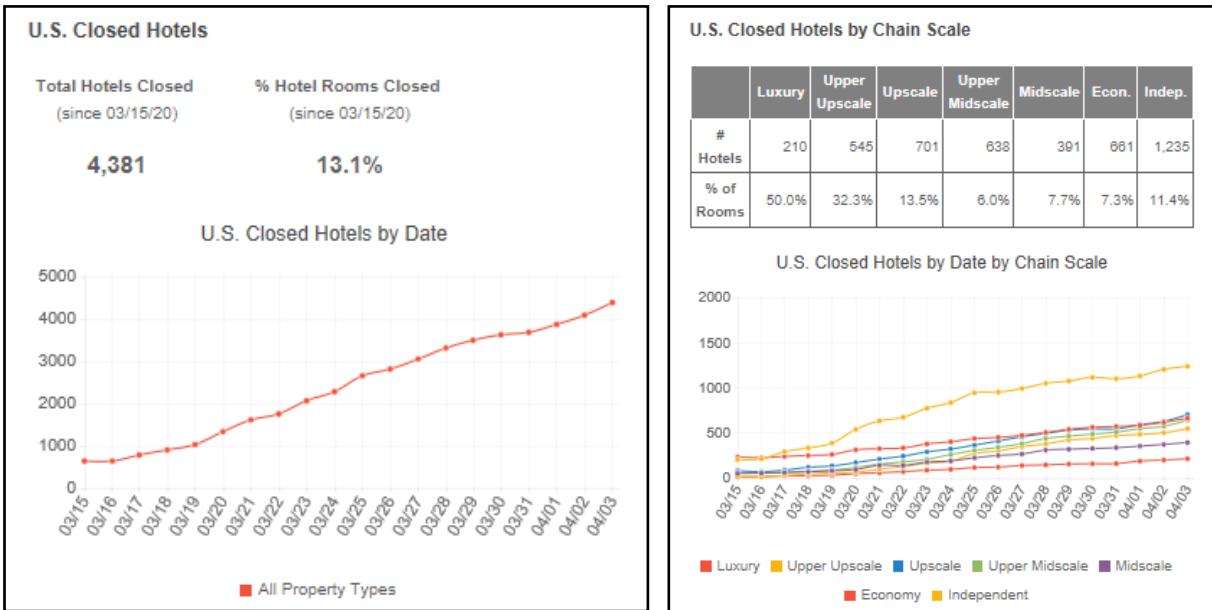 U.S. Closed Hotels
Total Hotels Closed % Hotel Rooms Closed
(since 03/15/20) (since 03/15/20)
4,381 13.1%
U.S. Closed Hotels by Date
5000
4000
3000
2000
1000
0
03/15 03/16 03/17 03/18 03/19 03/20 03/21 03/22 03/23 03/24 03/25 03/26 03/27 03/28 03/29 03/30 03/31 04/01 04/02 04/03
All Property Types
U.S. Closed Hotels by Chain Scale
Luxury Upper Upscale Upscale Upper Midscale Midscale Econ. Indep.
# Hotels 210 545 701 638 391 661 1,235
% of Rooms 50.0% 32.3% 13.5% 6.0% 7.7% 7.3% 11.4%
U.S. Closed Hotels by Date by Chain Scale
2000
1500
1000
500
0
03/15 03/16 03/17 03/18 03/19 03/20 03/21 03/22 03/23 03/24 03/25 03/26 03/27 03/28 03/29 03/30 03/31 04/01 04/02 04/03
Luxury Upper Upscale Upscale Upper Midscale Midscale
Economy Independent